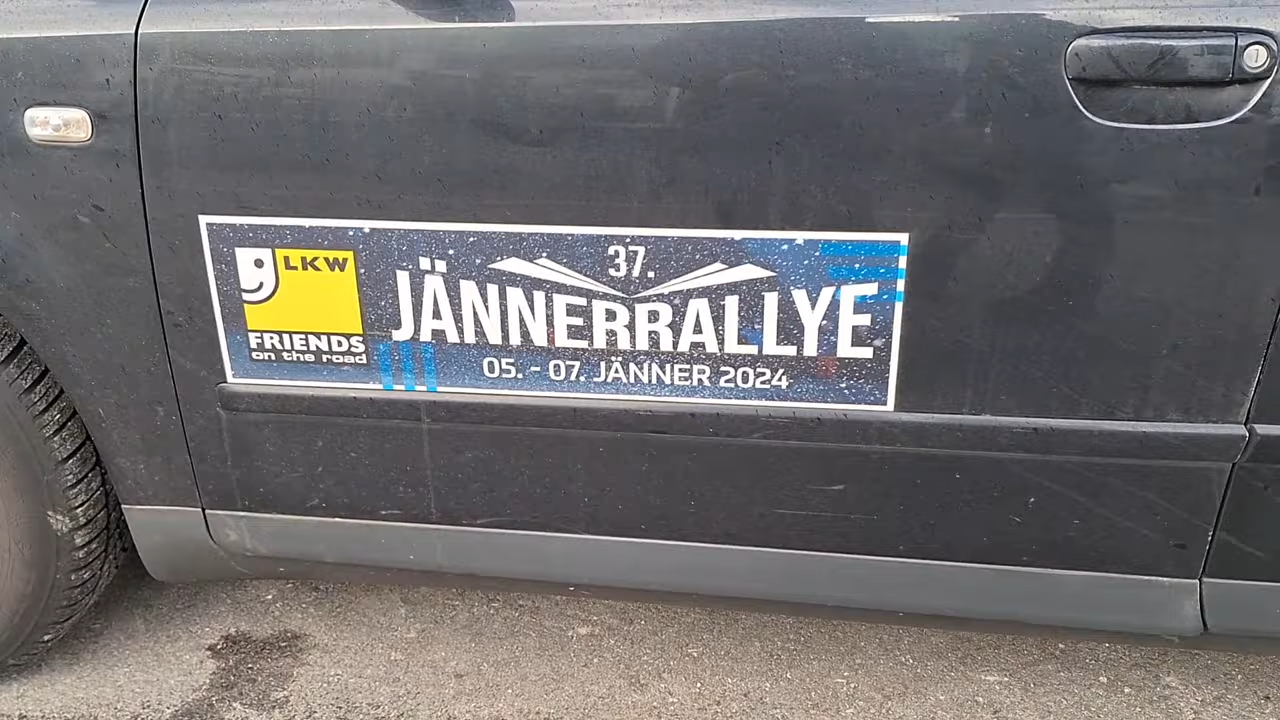 LKW
FRIENDS
on the road
37.
JÄNNERRALLYE
05. - 07. JÄNNER 2024